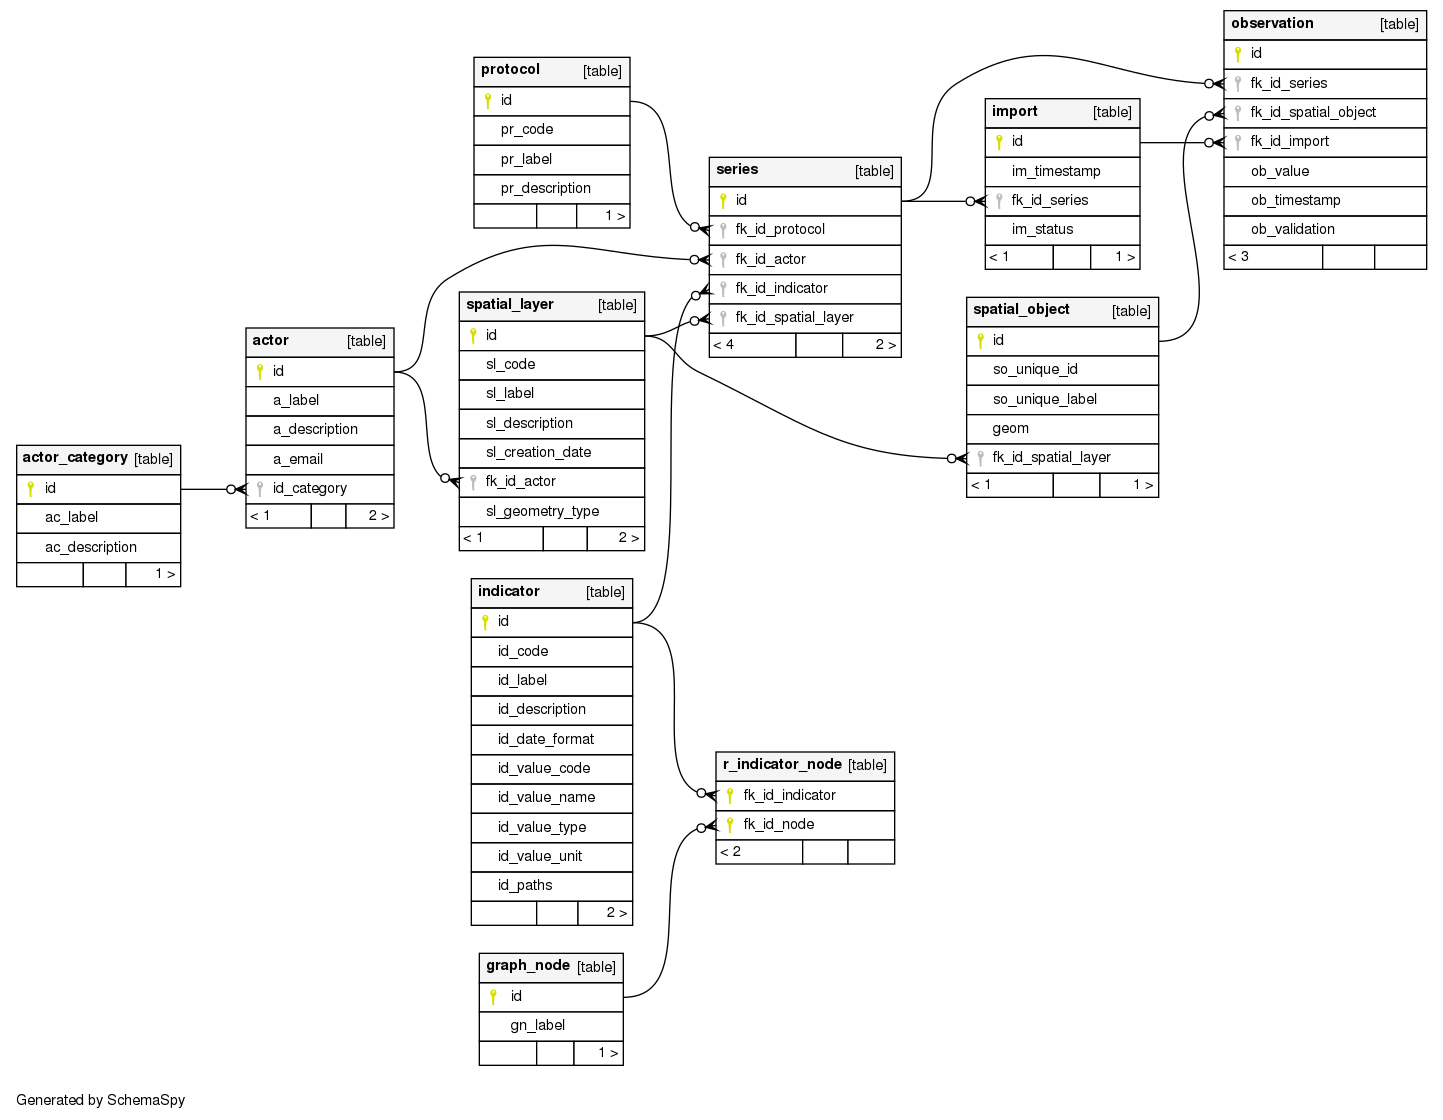 observation [table]
id
fk_id_series
fk_id_spatial_object
fk_id_import
ob_value
ob_timestamp
ob_validation
< 3
protocol [table]
id
pr_code
pr_label
pr_description
1 >
import [table]
id
im_timestamp
fk_id_series
im_status
< 1 1 >
series [table]
id
fk_id_protocol
fk_id_actor
fk_id_indicator
fk_id_spatial_layer
< 4 2 >
spatial_layer [table]
id
sl_code
sl_label
sl_description
sl_creation_date
fk_id_actor
sl_geometry_type
< 1 2 >
spatial_object [table]
id
so_unique_id
so_unique_label
geom
fk_id_spatial_layer
< 1 1 >
actor [table]
id
a_label
a_description
a_email
id_category
< 1 2 >
actor_category [table]
id
ac_label
ac_description
1 >
indicator [table]
id
id_code
id_label
id_description
id_date_format
id_value_code
id_value_name
id_value_type
id_value_unit
id_paths
2 >
r_indicator_node [table]
fk_id_indicator
fk_id_node
< 2
graph_node [table]
id
gn_label
1 >
Generated by SchemaSpy